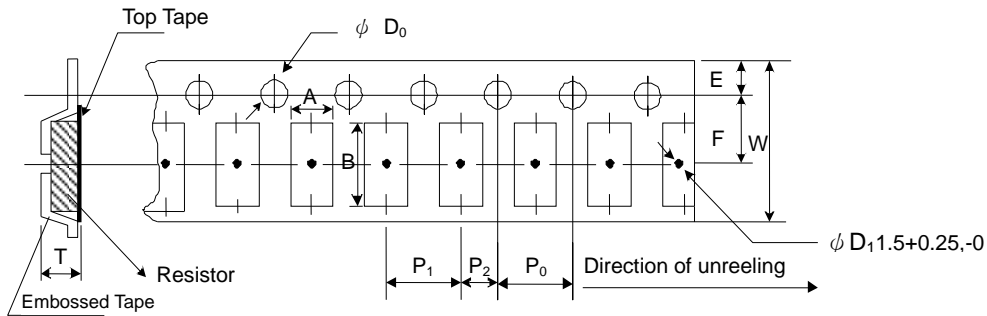 Top Tape
ϕ D0
A
E
F
W
B
ϕ D1 1.5+0.25,-0
T
Resistor
Embossed Tape
P1
P2
P0
Direction of unreeling